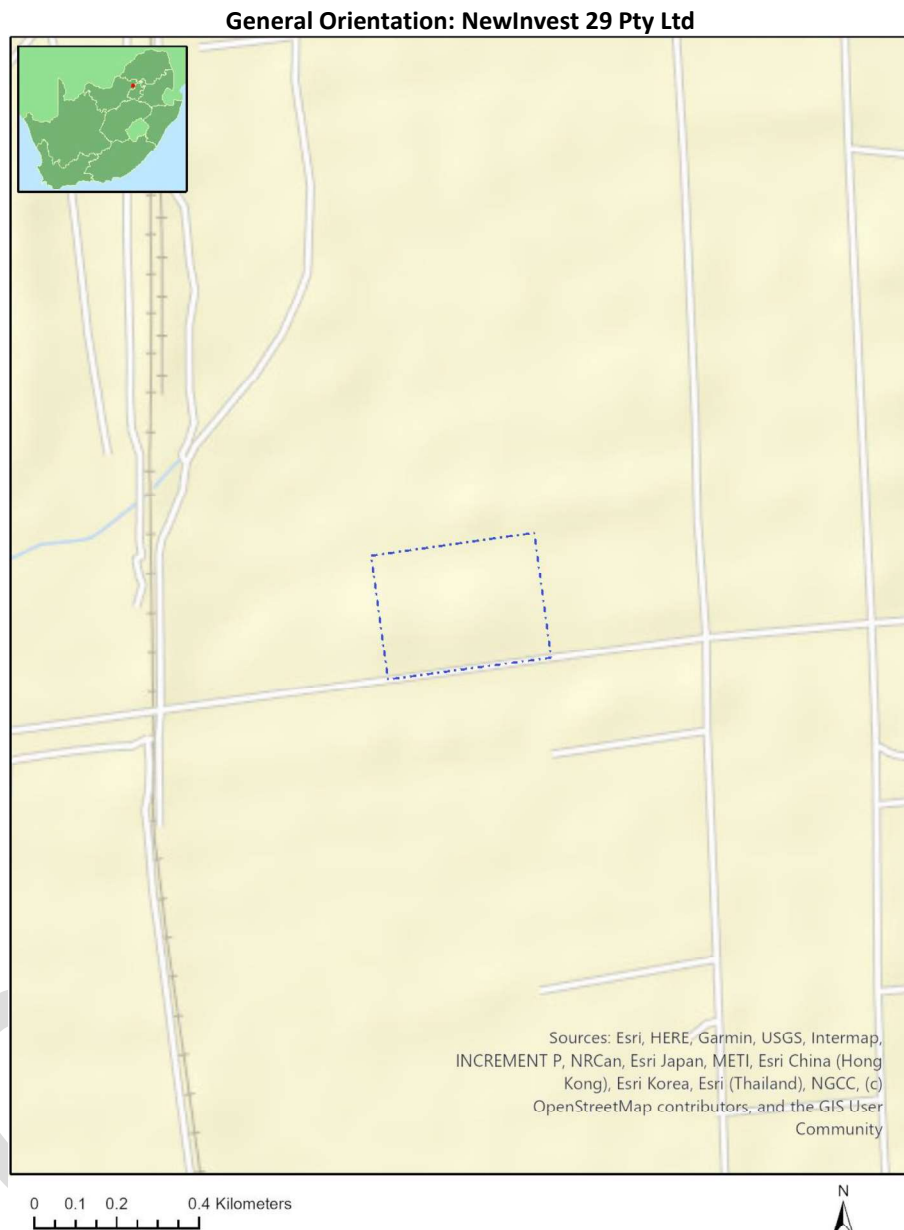 General Orientation: NewInvest 29 Pty Ltd
Sources: Esri, HERE, Garmin, USGS, Intermap,
INCREMENT P, NRCan, Esri Japan, METI, Esri China (Hong
Kong), Esri Korea, Esri (Thailand), NGCC, (c)
OpenStreetMap contributors, and the GIS User
Community
0 0.1 0.2 0.4 Kilometers
N